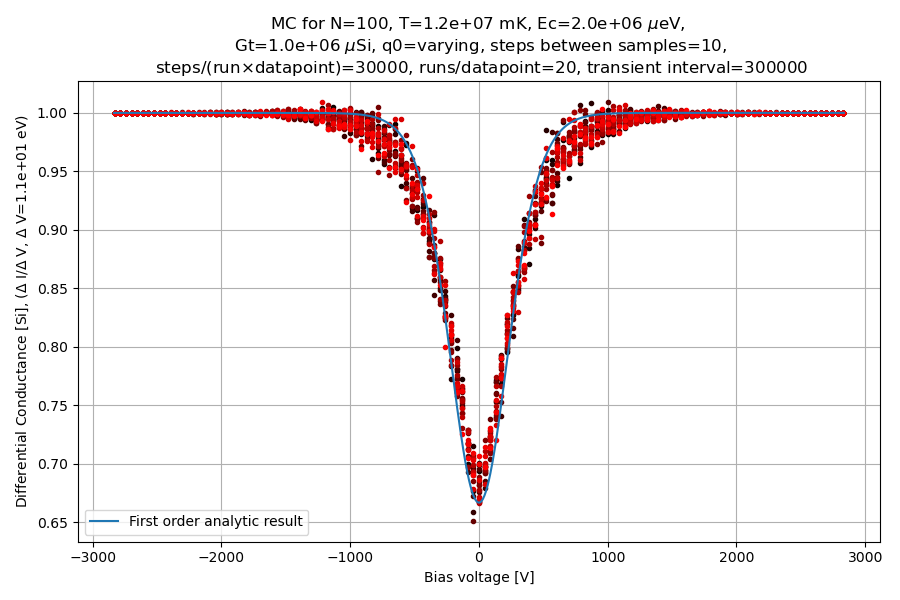 MC for N=100, T=1.2e+07 mK, Ec=2.0e+06 μeV,
Gt=1.0e+06 μSi, q0=varying, steps between samples=10,
steps/(run×datapoint)=30000, runs/datapoint=20, transient interval=300000
Differential Conductance [Si], (Δ I/Δ V, Δ V=1.1e+01 eV)
1.00
0.95
0.90
0.85
0.80
0.75
0.70
0.65
First order analytic result
−3000 −2000 −1000 0 1000 2000 3000
Bias voltage [V]